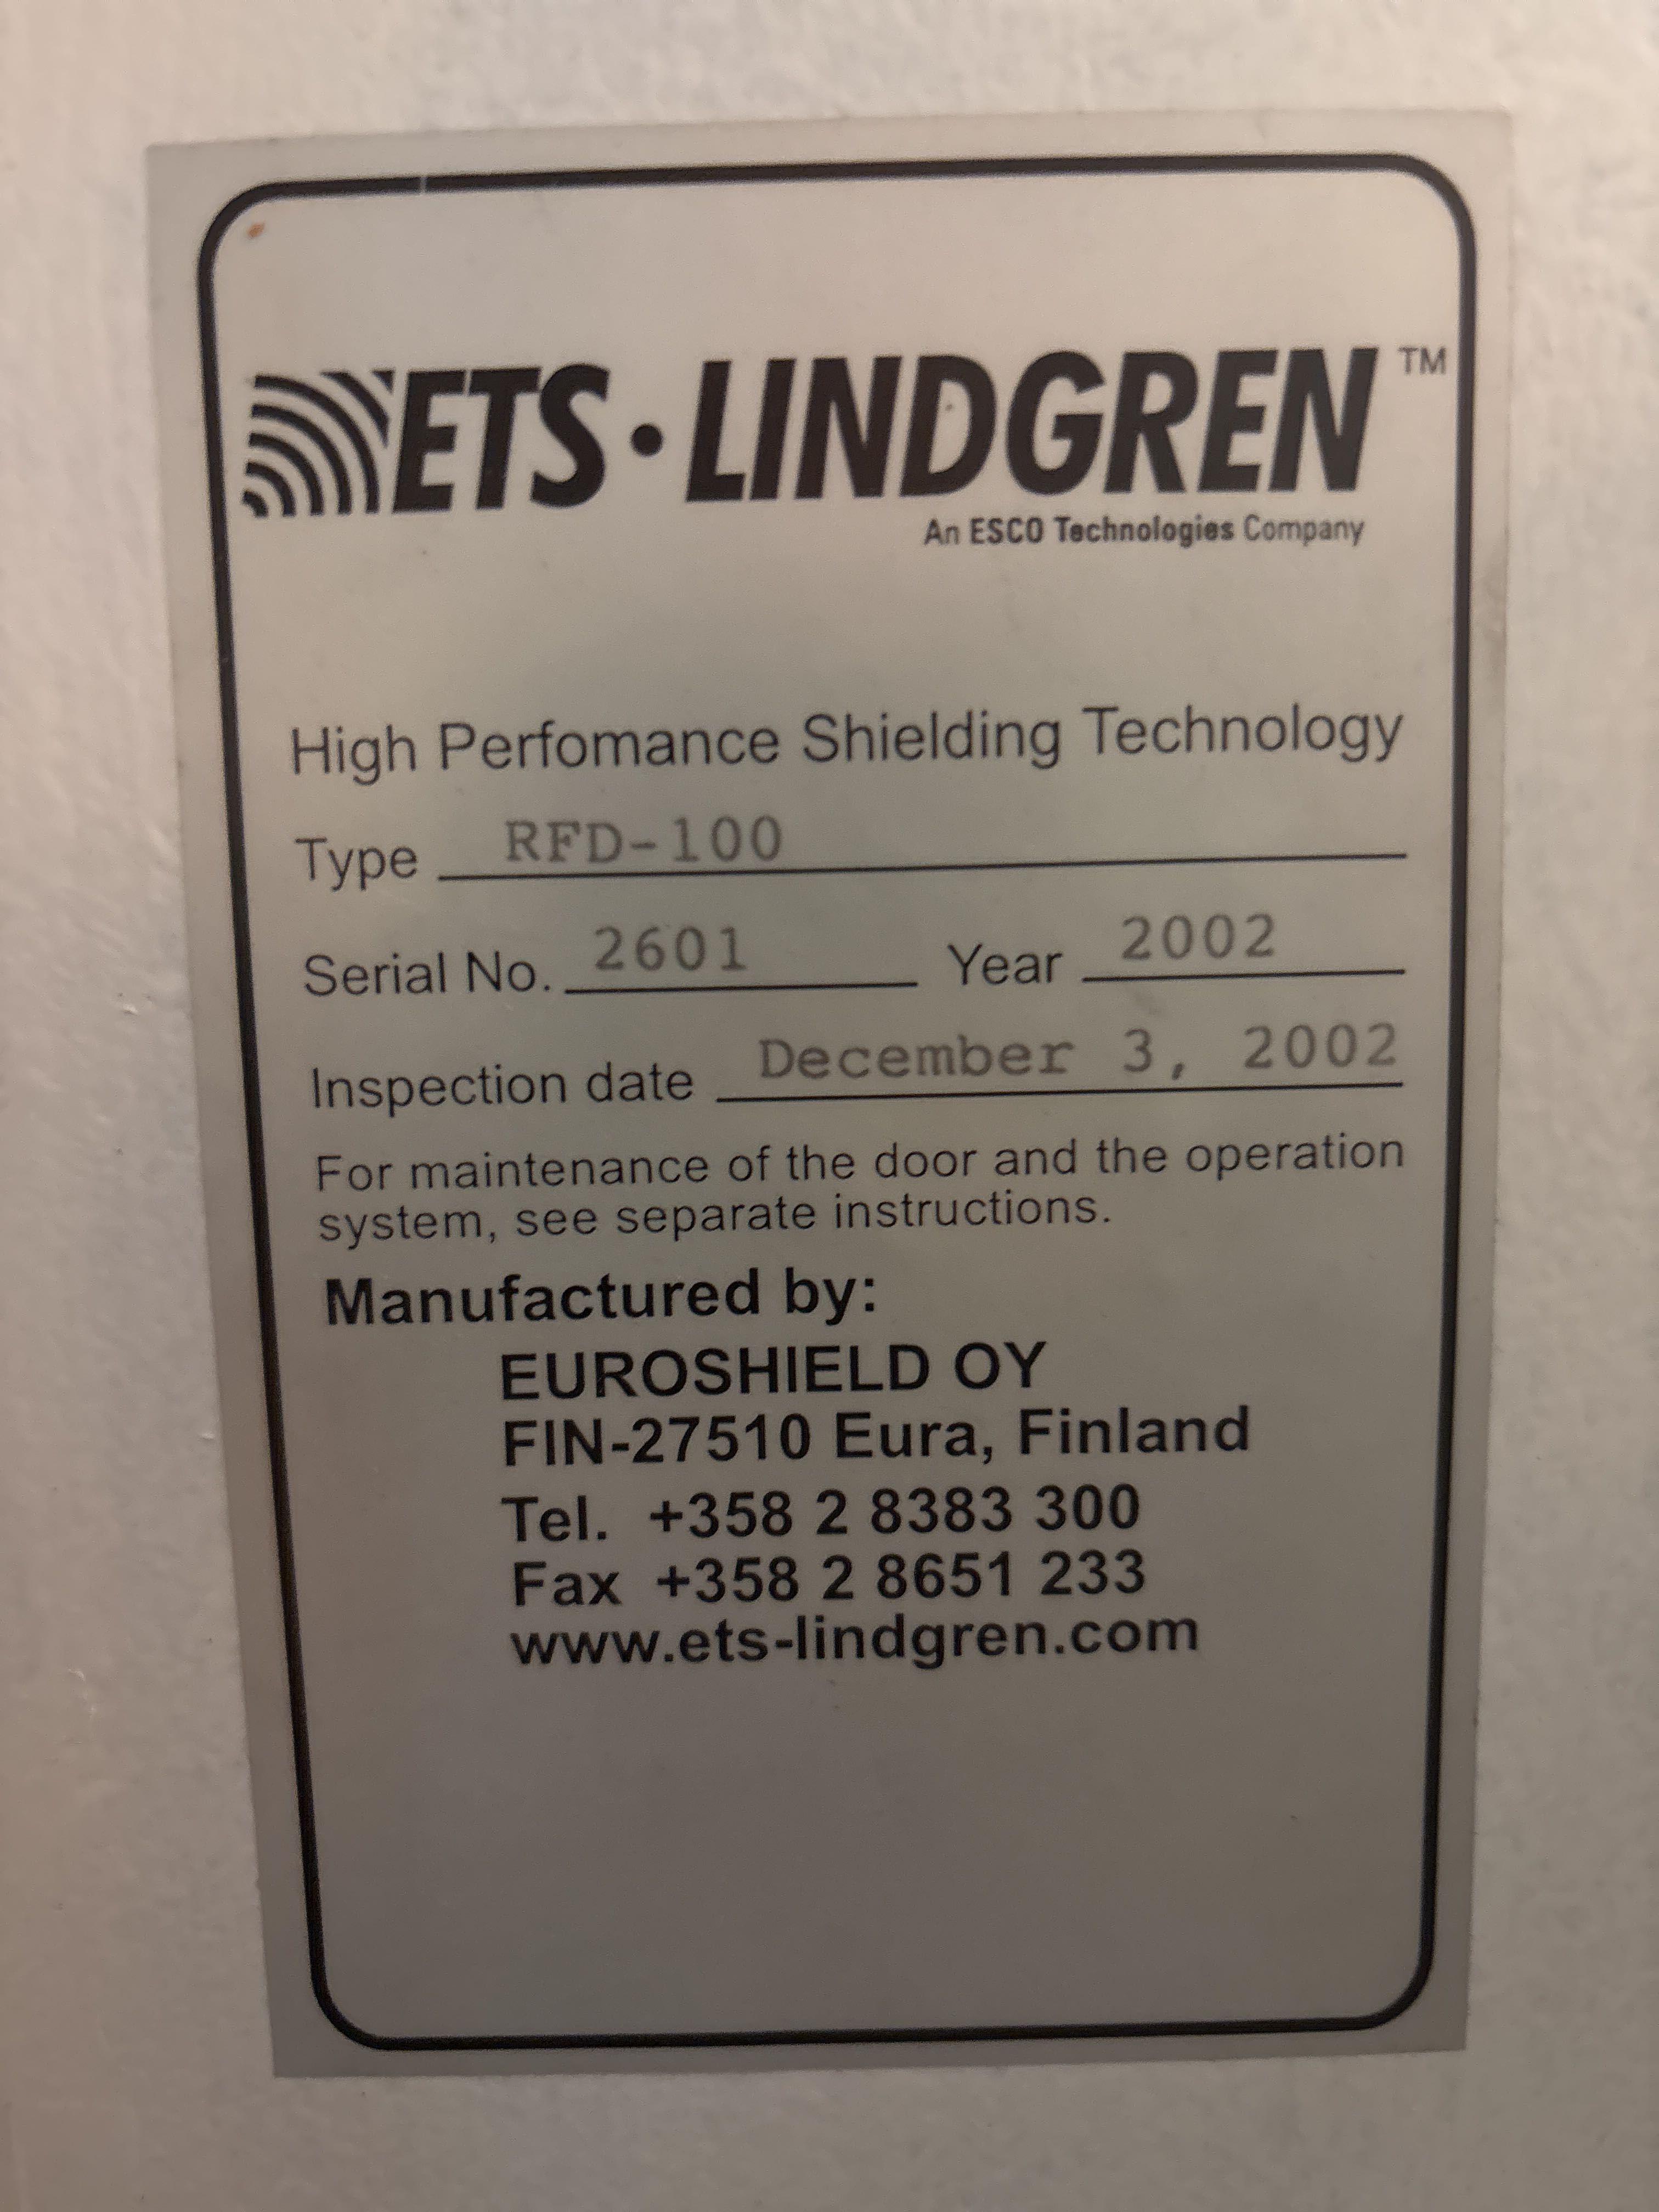 ETS·LINDGREN™
An ESCO Technologies Company
High Perfomance Shielding Technology
Type RFD-100
Serial No. 2601 Year 2002
Inspection date December 3, 2002
For maintenance of the door and the operation
system, see separate instructions.
Manufactured by:
EUROSHIELD OY
FIN-27510 Eura, Finland
Tel. +358 2 8383 300
Fax +358 2 8651 233
www.ets-lindgren.com